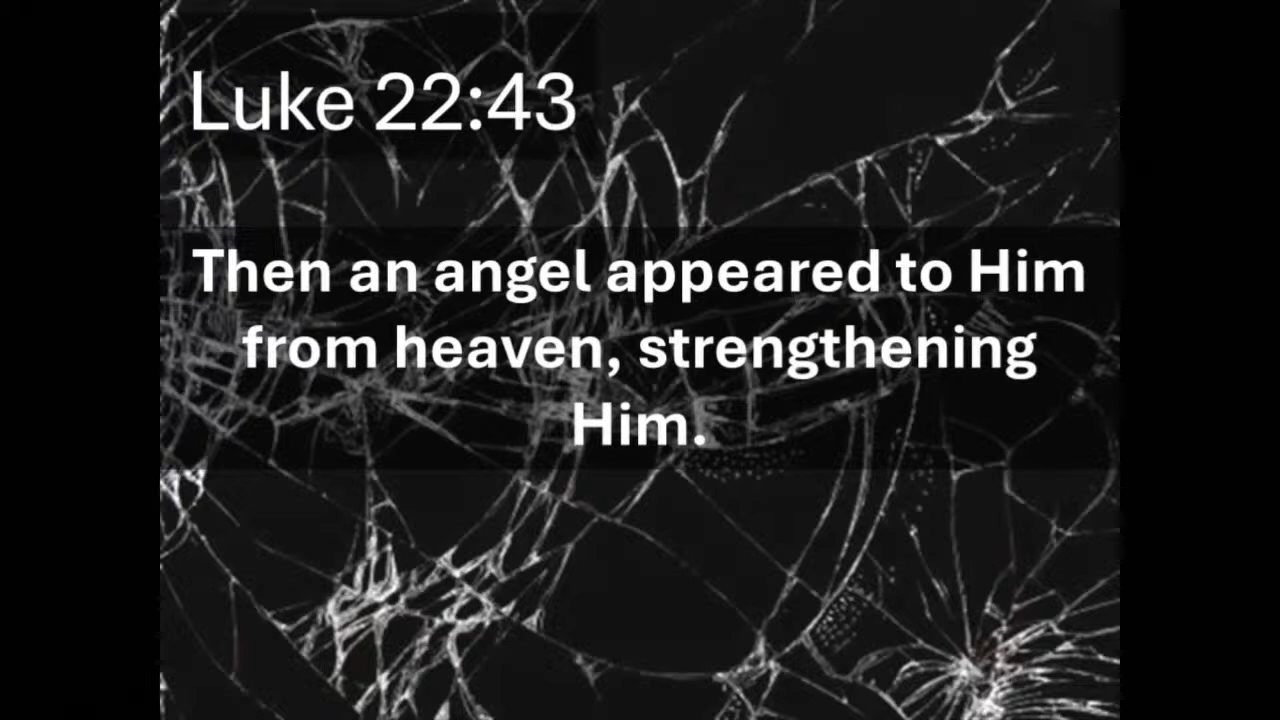 Luke 22:43
Then an angel appeared to Him
from heaven, strengthening
Him.